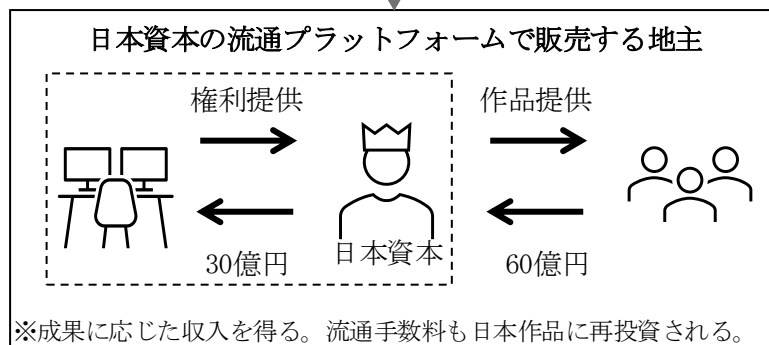 日本資本の流通プラットフォームで販売する地主
権利提供
作品提供
日本資本
30億円
60億円
※成果に応じた収入を得る。流通手数料も日本作品に再投資される。